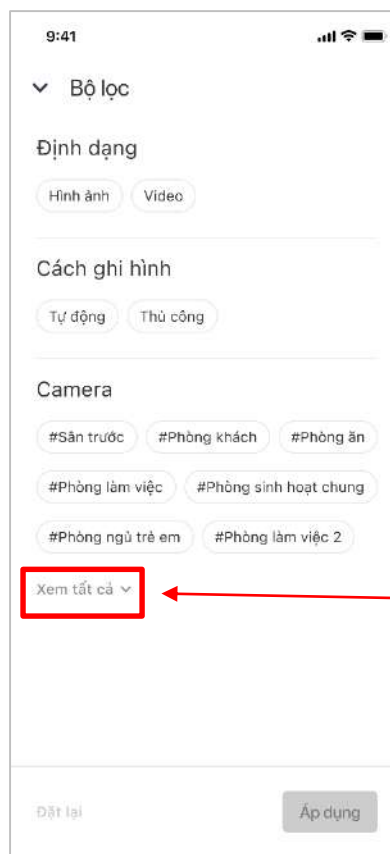 9:41
Bộ lọc
Định dạng
Hình ảnh Video
Cách ghi hình
Tự động Thủ công
Camera
#Sân trước #Phòng khách #Phòng ăn
#Phòng làm việc #Phòng sinh hoạt chung
#Phòng ngủ trẻ em #Phòng làm việc 2
Xem tất cả
Đặt lại Áp dụng